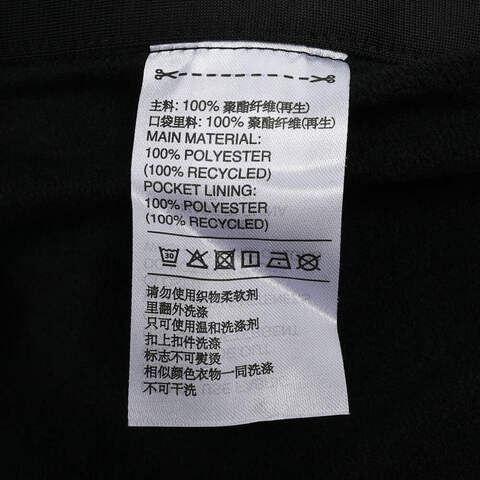 主料: 100% 聚酯纤维(再生)
口袋里料: 100% 聚酯纤维(再生)
MAIN MATERIAL:
100% POLYESTER
(100% RECYCLED)
POCKET LINING:
100% POLYESTER
(100% RECYCLED)
30
请勿使用织物柔软剂
里翻外洗涤
只可使用温和洗涤剂
扣上扣件洗涤
标志不可熨烫
相似颜色衣物一同洗涤
不可干洗